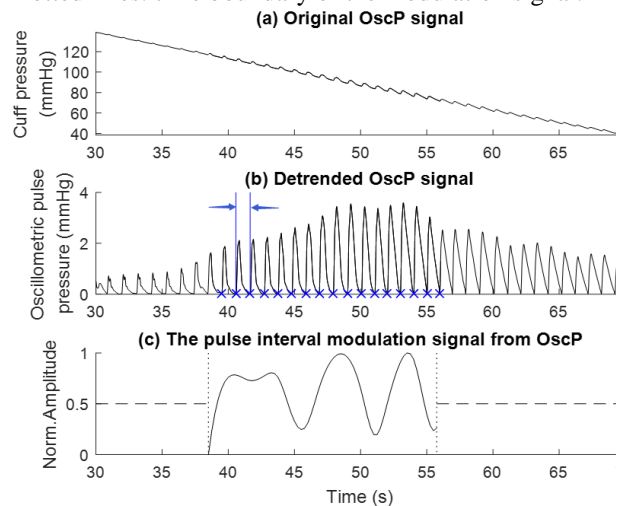 (a) Original OscP signal
Cuff pressure
(mmHg)
120
100
80
60
40
30 35 40 45 50 55 60 65
(b) Detrended OscP signal
Oscillometric pulse
pressure (mmHg)
4
2
0
30 35 40 45 50 55 60 65
(c) The pulse interval modulation signal from OscP
Norm.Amplitude
1
0.5
0
30 35 40 45 50 55 60 65
Time (s)